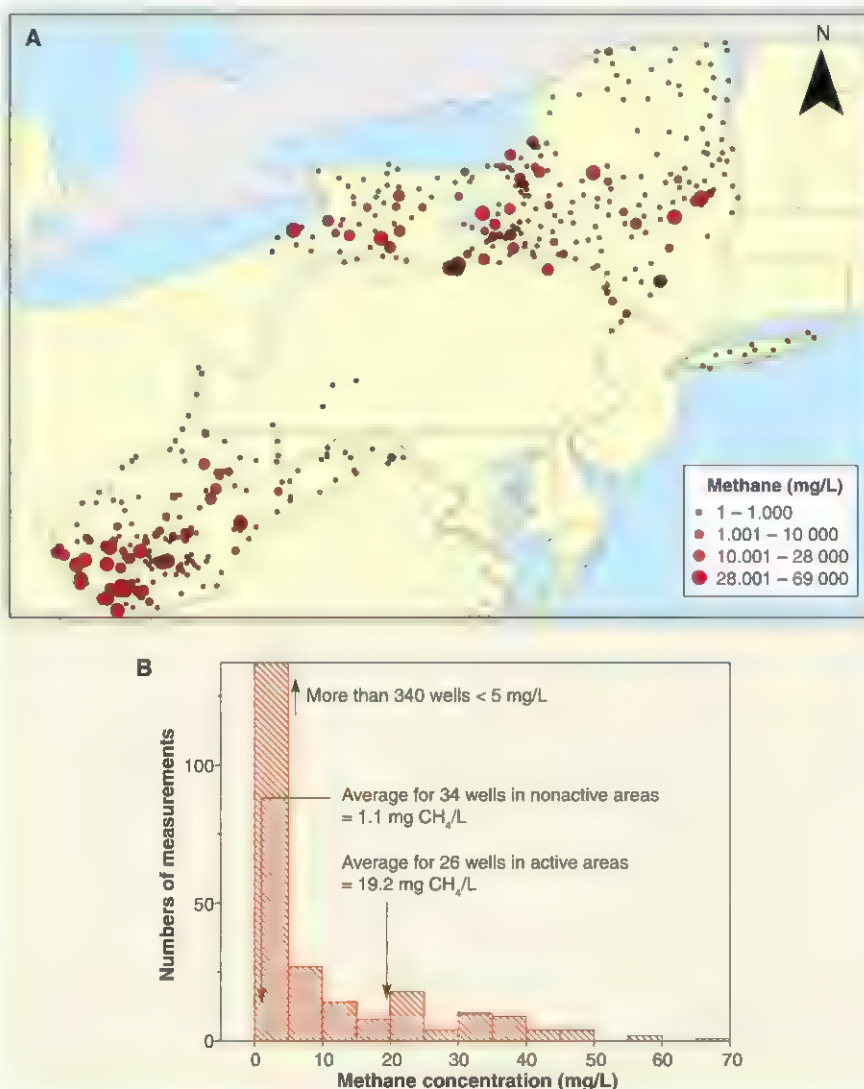 A
N
Methane (mg/L)
1 – 1.000
1.001 – 10 000
10.001 – 28 000
28.001 – 69 000
B
Numbers of measurements
100
50
0
More than 340 wells < 5 mg/L
Average for 34 wells in nonactive areas
= 1.1 mg CH₄/L
Average for 26 wells in active areas
= 19.2 mg CH₄/L
0 10 20 30 40 50 60 70
Methane concentration (mg/L)